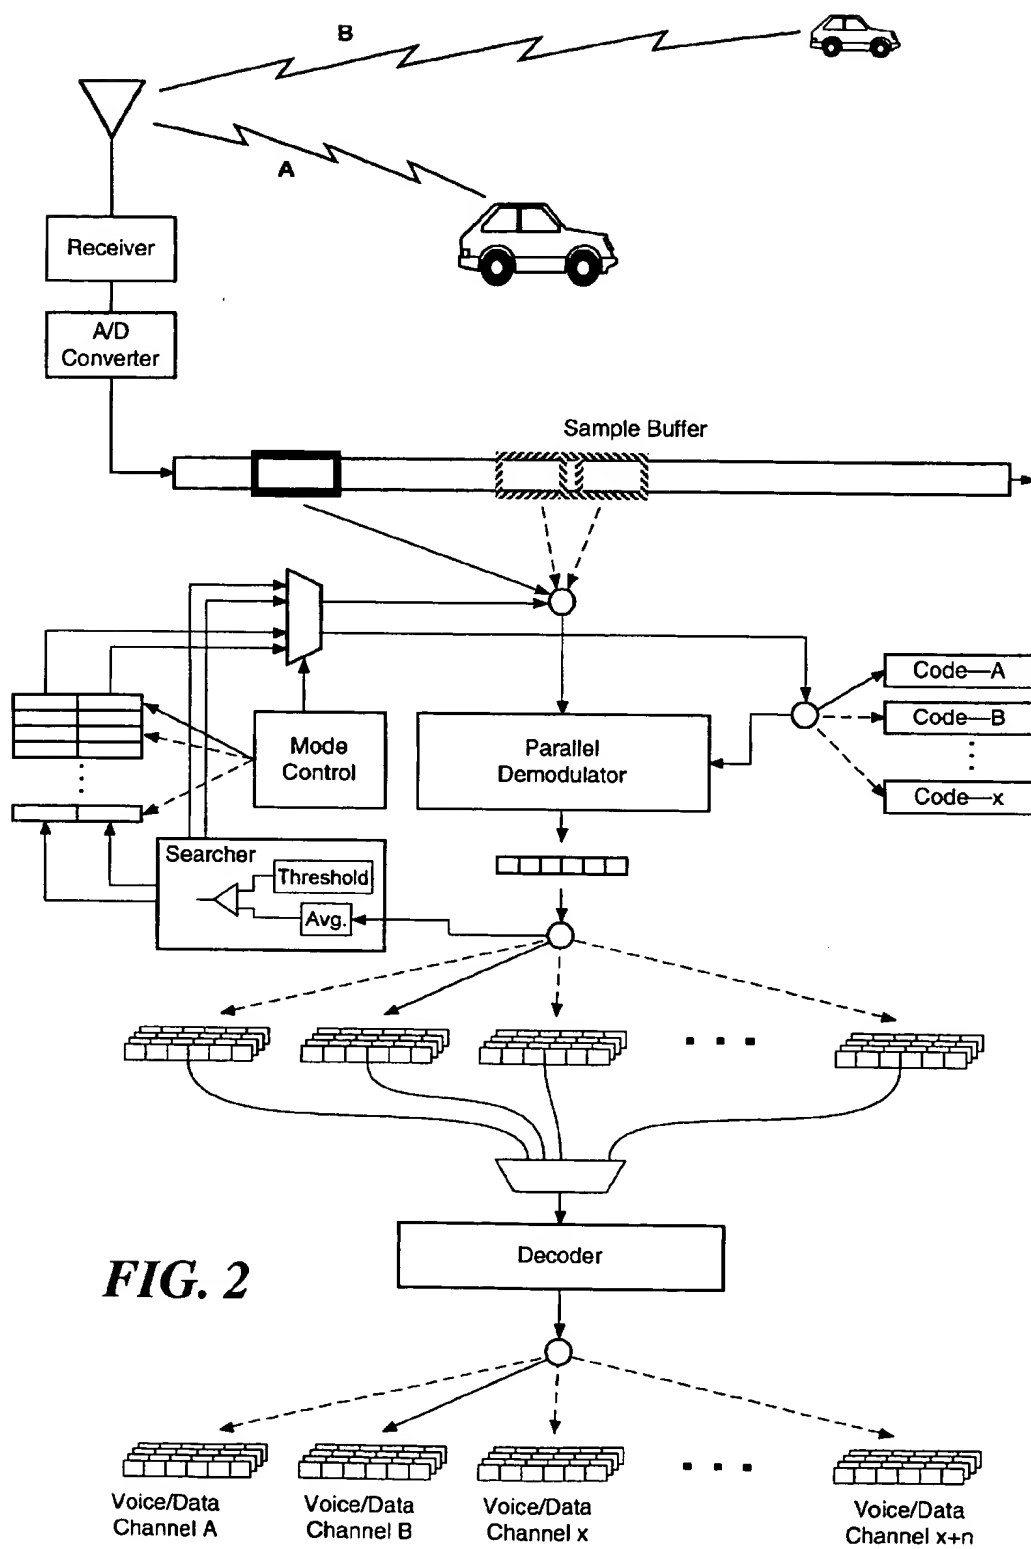 B
A
Receiver
A/D
Converter
Sample Buffer
Code—A
Code—B
Code—x
Mode
Control
Parallel
Demodulator
Searcher
Threshold
Avg.
Decoder
FIG. 2
Voice/Data
Channel A
Voice/Data
Channel B
Voice/Data
Channel x
Voice/Data
Channel x+n